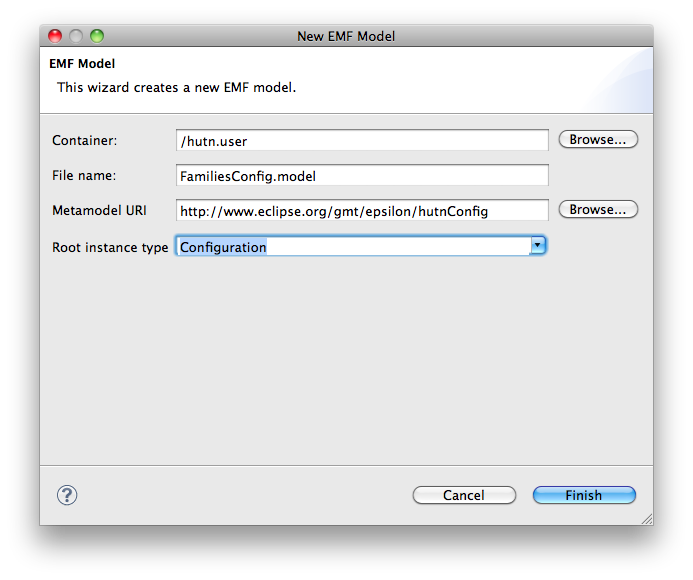 New EMF Model
EMF Model
This wizard creates a new EMF model.
Container: /hutn.user Browse...
File name: FamiliesConfig.model
Metamodel URI http://www.eclipse.org/gmt/epsilon/hutnConfig Browse...
Root instance type Configuration
? Cancel Finish